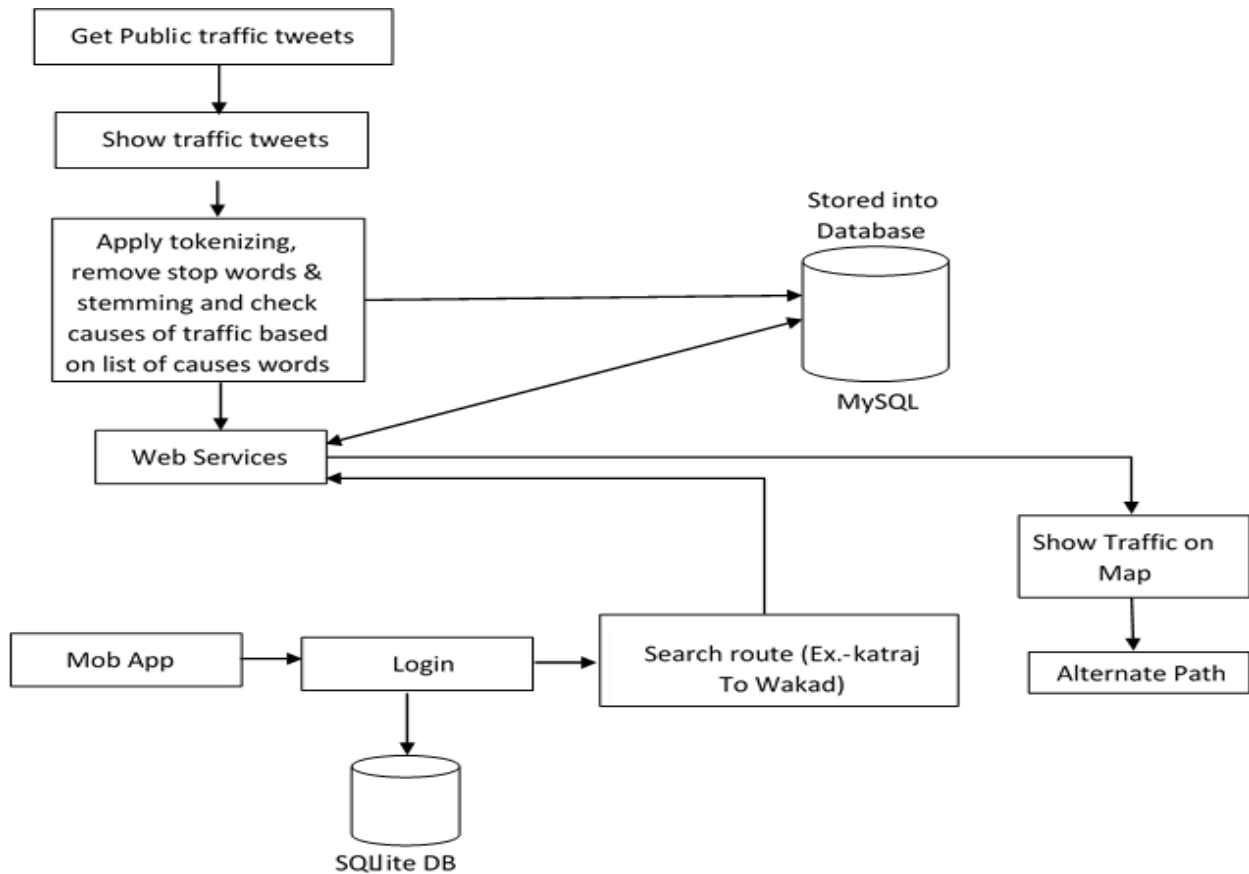 Get Public traffic tweets
Show traffic tweets
Apply tokenizing,
remove stop words &
stemming and check
causes of traffic based
on list of causes words
Stored into
Database
MySQL
Web Services
Show Traffic on
Map
Alternate Path
Mob App
Login
Search route (Ex.-katraj
To Wakad)
SQLite DB